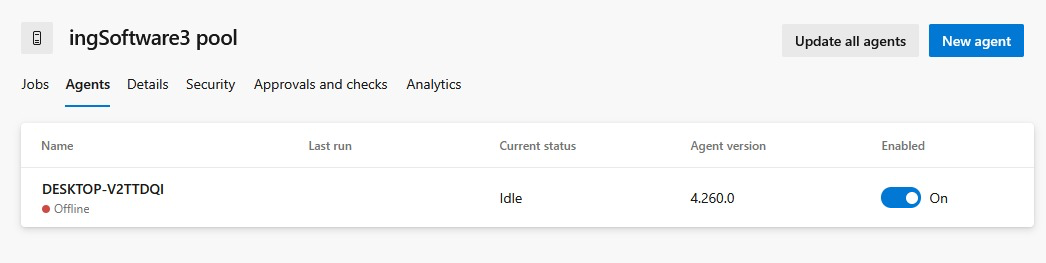 ingSoftware3 pool
Update all agents
New agent
Jobs Agents Details Security Approvals and checks Analytics
Name Last run Current status Agent version Enabled
DESKTOP-V2TTDQI
Offline
Idle 4.260.0 On